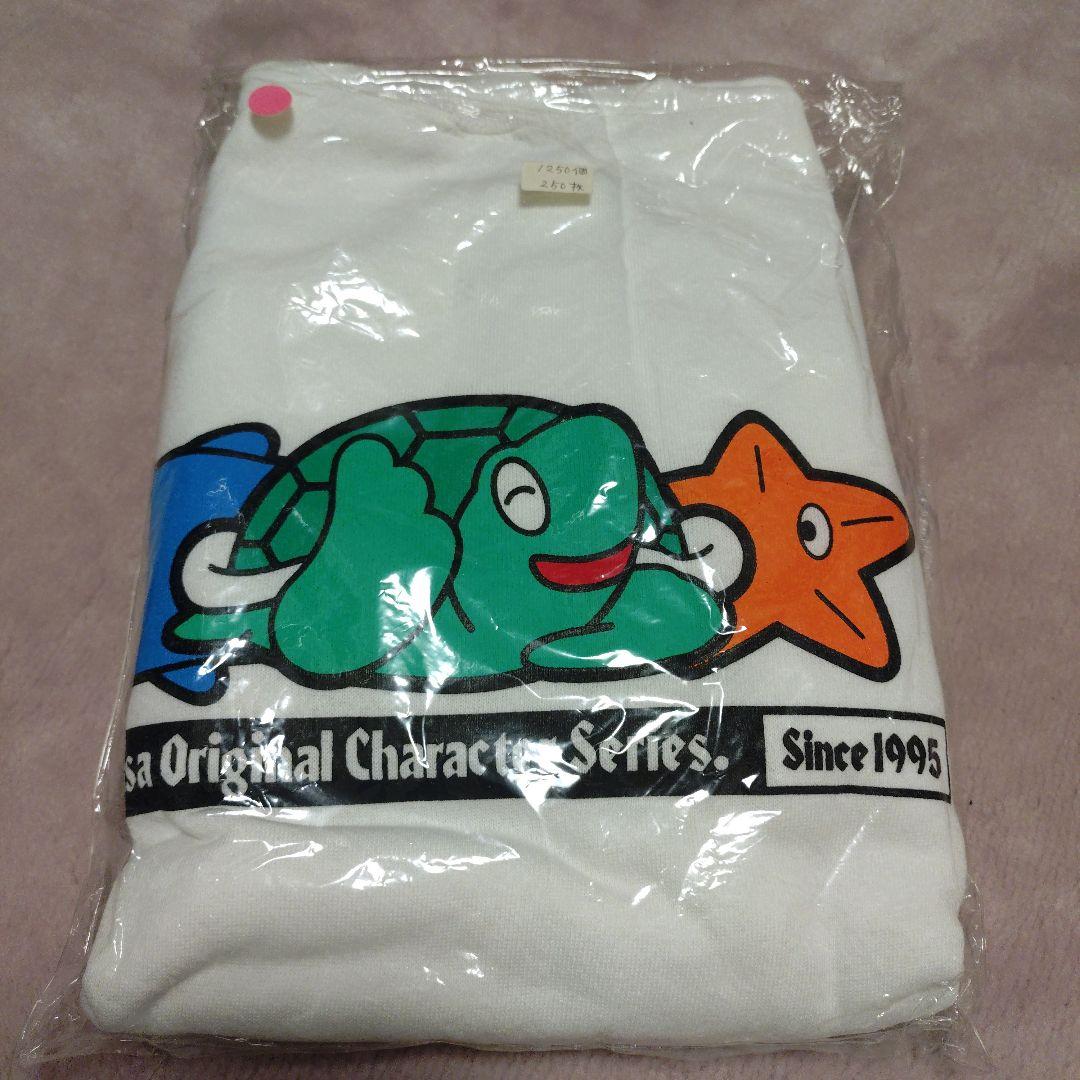 1250個
250枚
sa Original Character Series.
Since 1995